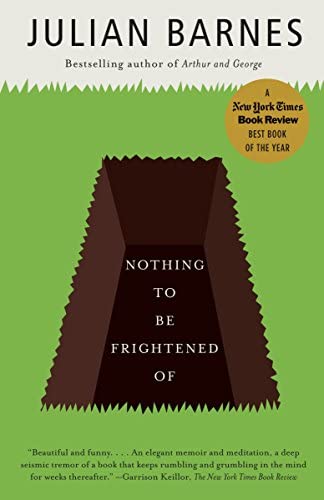 JULIAN BARNES
Bestselling author of Arthur and George
A
New York Times
Book Review
BEST BOOK
OF THE YEAR
NOTHING
TO
BE
FRIGHTENED
OF
“Beautiful and funny. . . . An elegant memoir and meditation, a deep
seismic tremor of a book that keeps rumbling and grumbling in the mind
for weeks thereafter.”—Garrison Keillor, The New York Times Book Review